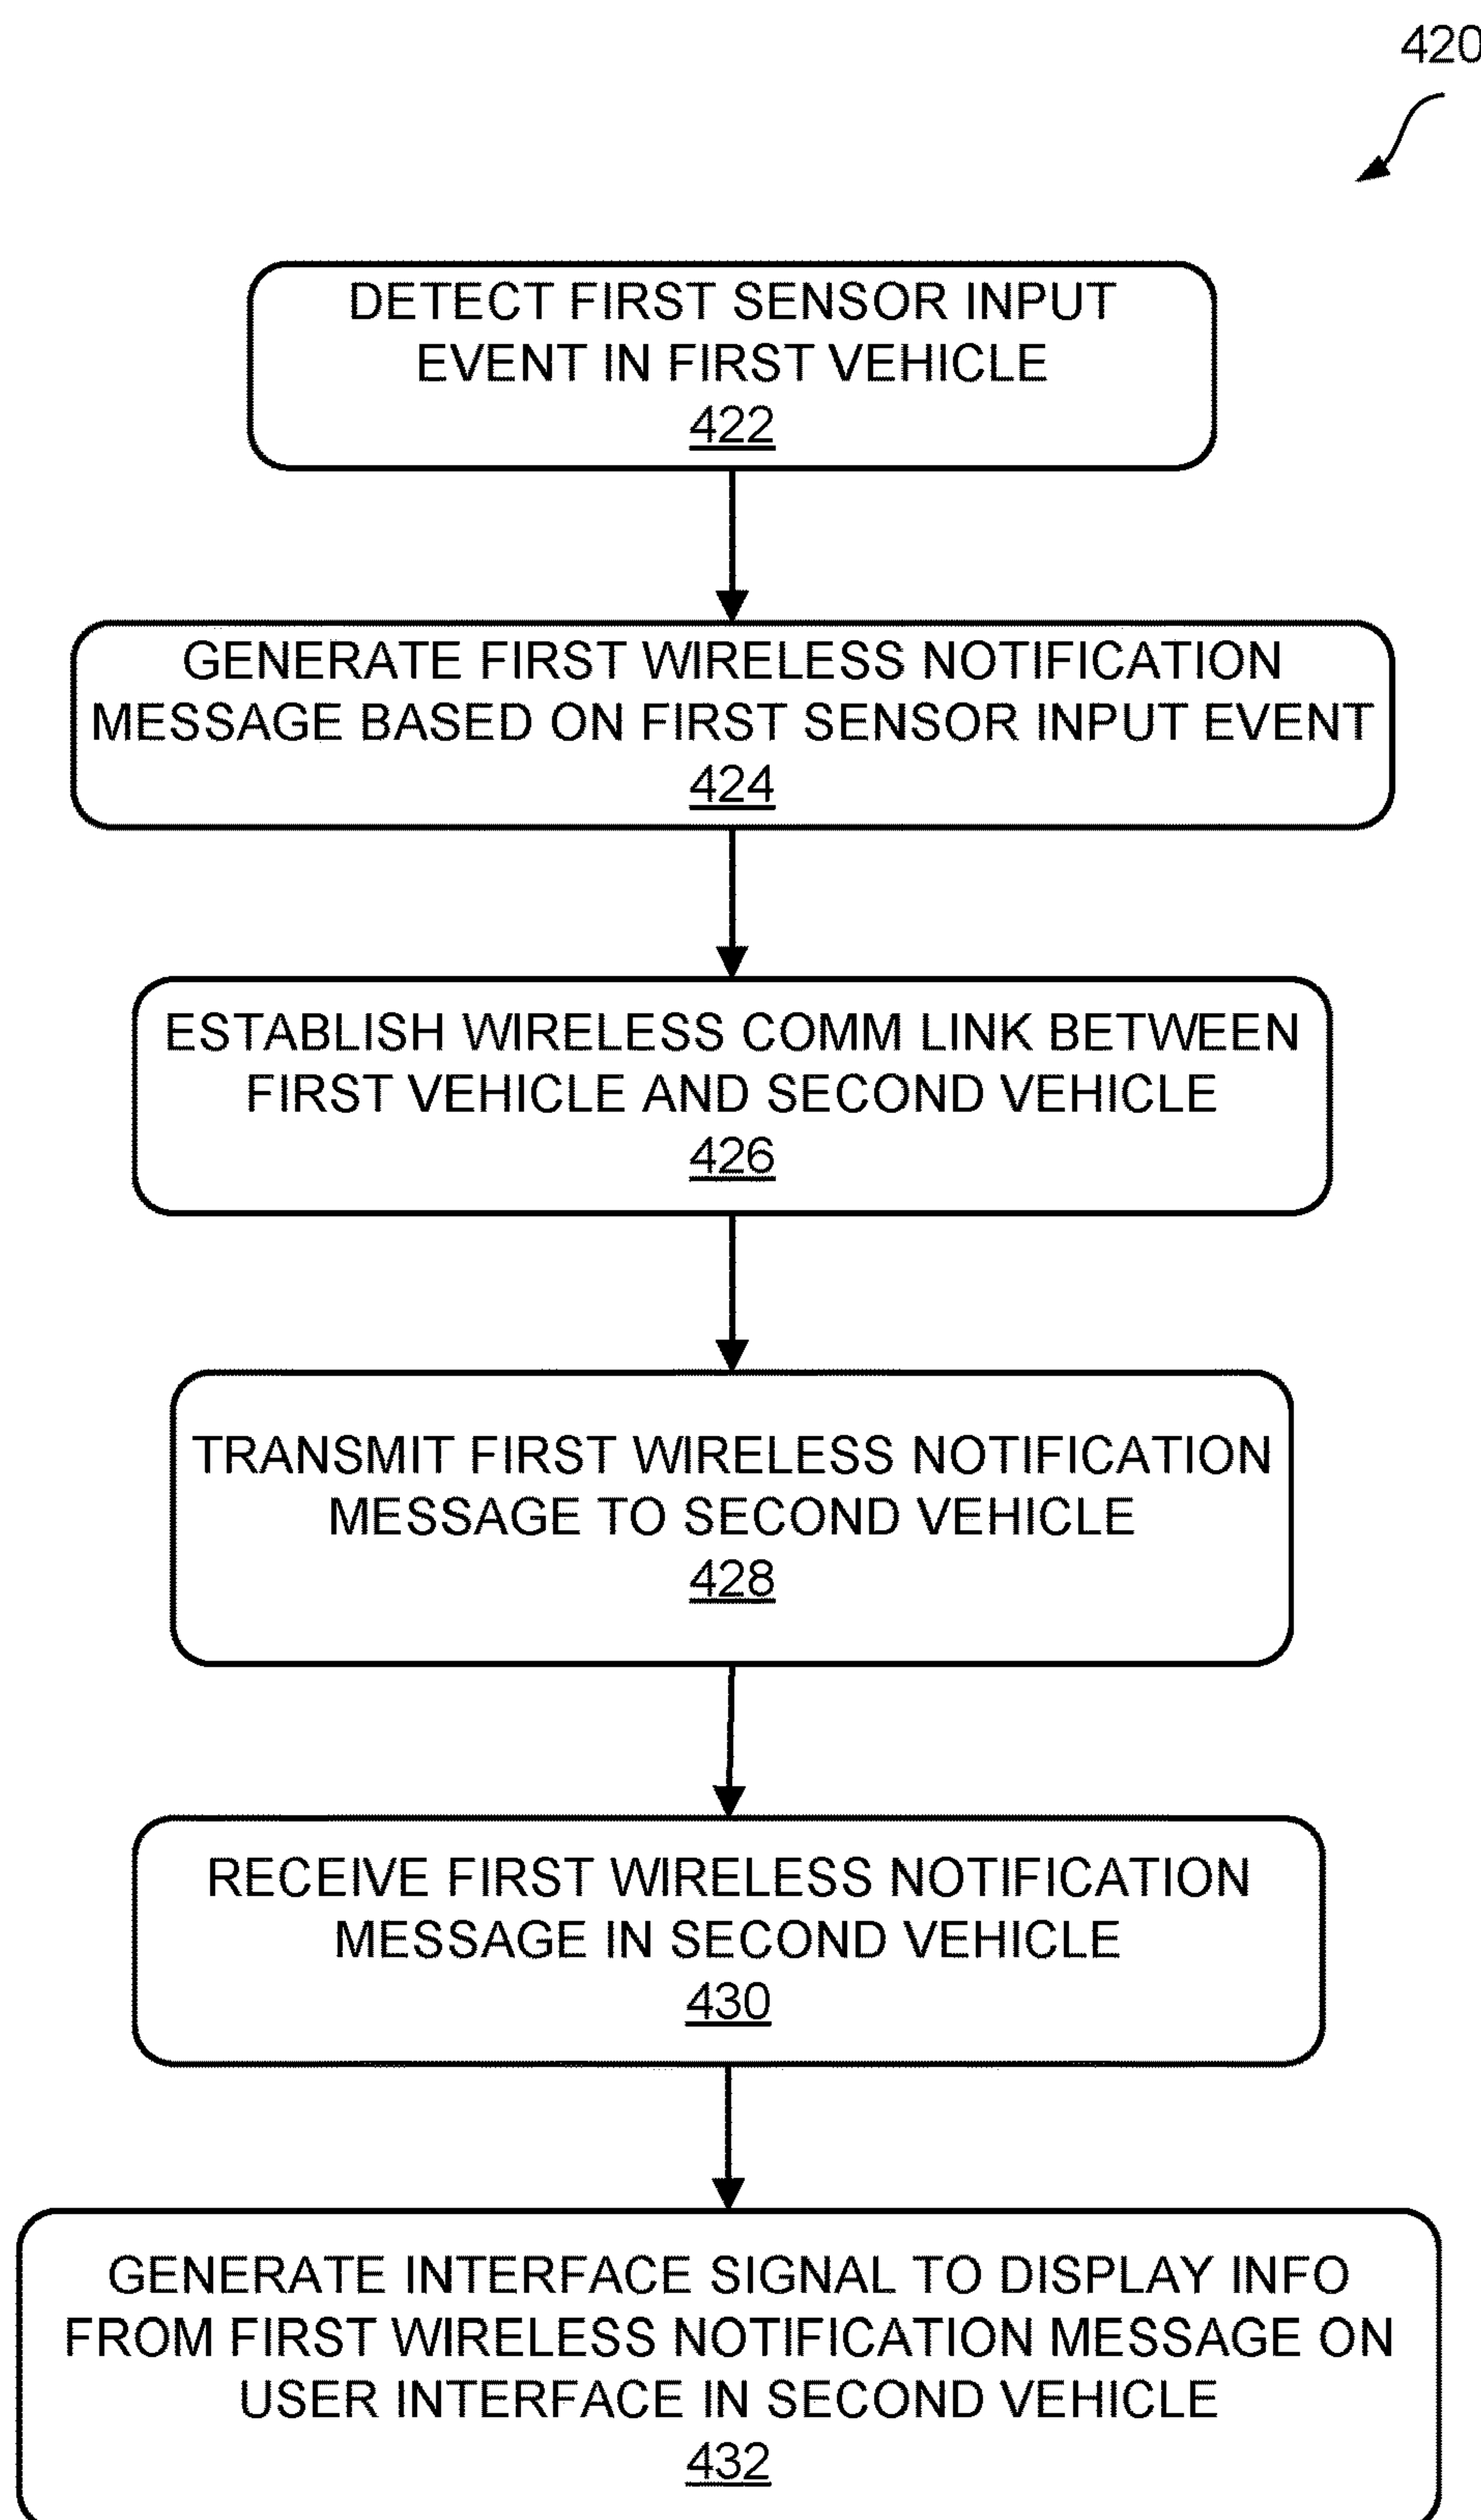 420
DETECT FIRST SENSOR INPUT
EVENT IN FIRST VEHICLE
422
GENERATE FIRST WIRELESS NOTIFICATION
MESSAGE BASED ON FIRST SENSOR INPUT EVENT
424
ESTABLISH WIRELESS COMM LINK BETWEEN
FIRST VEHICLE AND SECOND VEHICLE
426
TRANSMIT FIRST WIRELESS NOTIFICATION
MESSAGE TO SECOND VEHICLE
428
RECEIVE FIRST WIRELESS NOTIFICATION
MESSAGE IN SECOND VEHICLE
430
GENERATE INTERFACE SIGNAL TO DISPLAY INFO
FROM FIRST WIRELESS NOTIFICATION MESSAGE ON
USER INTERFACE IN SECOND VEHICLE
432